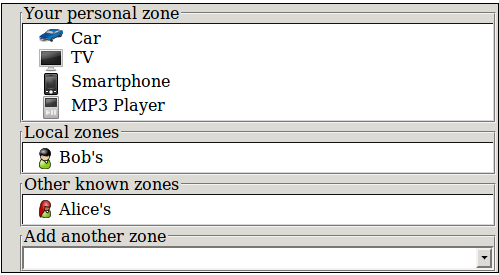 Your personal zone
Car
TV
Smartphone
MP3 Player
Local zones
Bob's
Other known zones
Alice's
Add another zone